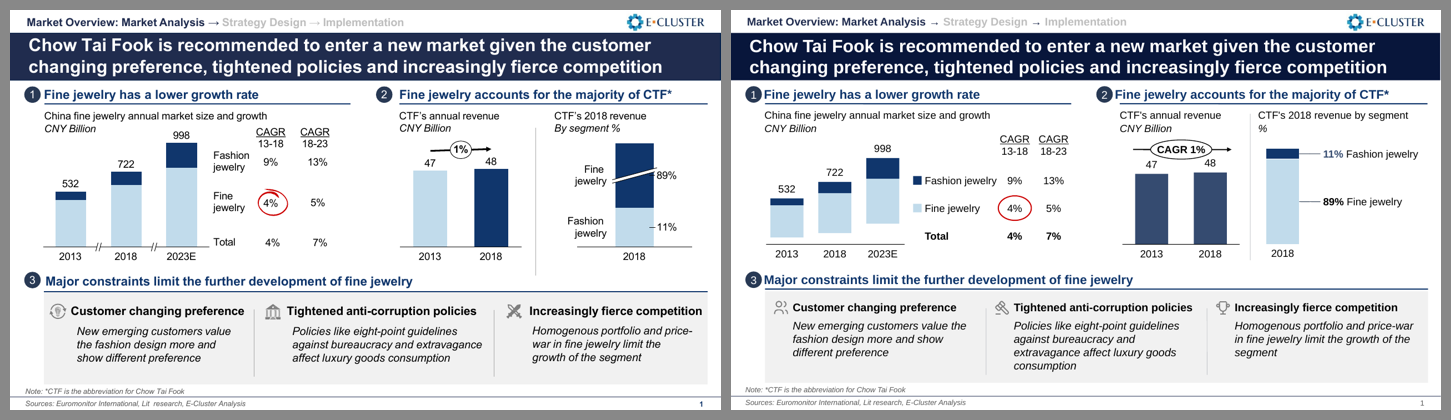 Market Overview: Market Analysis → Strategy Design → Implementation
E•CLUSTER
Chow Tai Fook is recommended to enter a new market given the customer
changing preference, tightened policies and increasingly fierce competition
1 Fine jewelry has a lower growth rate
China fine jewelry annual market size and growth
CNY Billion
CAGR 13-18
CAGR 18-23
532
722
998
Fashion jewelry 9% 13%
Fine jewelry 4% 5%
Total 4% 7%
2013 2018 2023E
2 Fine jewelry accounts for the majority of CTF*
CTF's annual revenue
CNY Billion
1%
47 48
2013 2018
CTF's 2018 revenue
By segment %
Fine jewelry 89%
Fashion jewelry 11%
2018
3 Major constraints limit the further development of fine jewelry
Customer changing preference
New emerging customers value
the fashion design more and
show different preference
Tightened anti-corruption policies
Policies like eight-point guidelines
against bureaucracy and extravagance
affect luxury goods consumption
Increasingly fierce competition
Homogenous portfolio and price-
war in fine jewelry limit the
growth of the segment
Note: *CTF is the abbreviation for Chow Tai Fook
Sources: Euromonitor International, Lit research, E-Cluster Analysis
1
Market Overview: Market Analysis → Strategy Design → Implementation
E•CLUSTER
Chow Tai Fook is recommended to enter a new market given the customer
changing preference, tightened policies and increasingly fierce competition
1 Fine jewelry has a lower growth rate
China fine jewelry annual market size and growth
CNY Billion
CAGR 13-18
CAGR 18-23
532
722
998
Fashion jewelry 9% 13%
Fine jewelry 4% 5%
Total 4% 7%
2013 2018 2023E
2 Fine jewelry accounts for the majority of CTF*
CTF's annual revenue
CNY Billion
CAGR 1%
47 48
2013 2018
CTF's 2018 revenue by segment
%
11% Fashion jewelry
89% Fine jewelry
2018
3 Major constraints limit the further development of fine jewelry
Customer changing preference
New emerging customers value the
fashion design more and show
different preference
Tightened anti-corruption policies
Policies like eight-point guidelines
against bureaucracy and
extravagance affect luxury goods
consumption
Increasingly fierce competition
Homogenous portfolio and price-war
in fine jewelry limit the growth of the
segment
Note: *CTF is the abbreviation for Chow Tai Fook
Sources: Euromonitor International, Lit research, E-Cluster Analysis
1